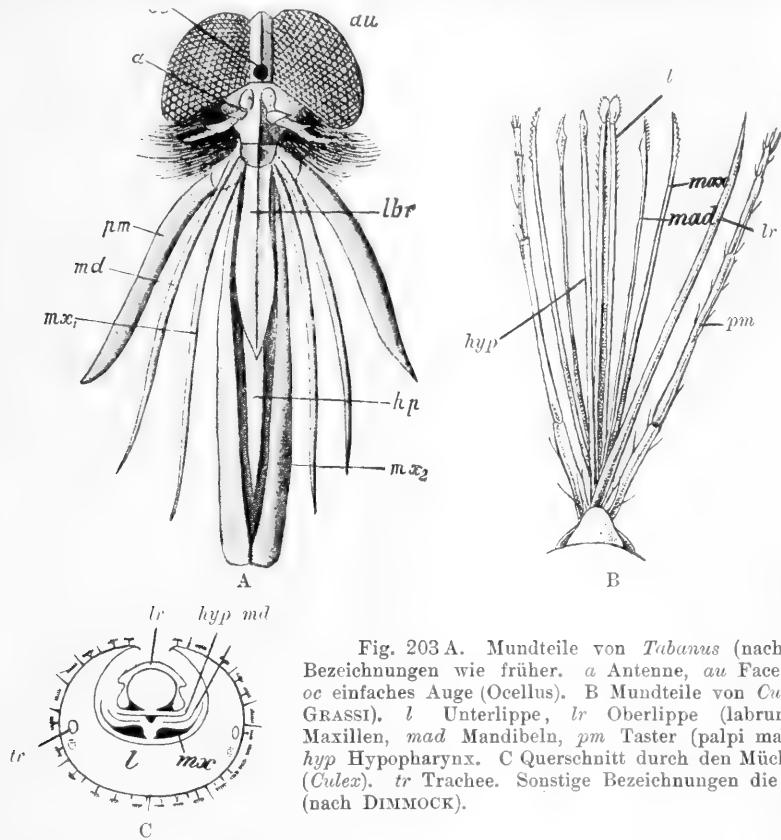 au
a
pm
md
mx₁
lbr
hp
mx₂
A
l
max
mad
lr
hyp
pm
B
lr
hyp md
tr
l
mx
C
Fig. 203 A. Mundteile von Tabanus (nach
Bezeichnungen wie früher. a Antenne, au Face
oc einfaches Auge (Ocellus). B Mundteile von Cu
GRASSI). l Unterlippe, lr Oberlippe (labrun
Maxillen, mad Mandibeln, pm Taster (palpi ma
hyp Hypopharynx. C Querschnitt durch den Müc
(Culex). tr Trachee. Sonstige Bezeichnungen die
(nach DIMMOCK).